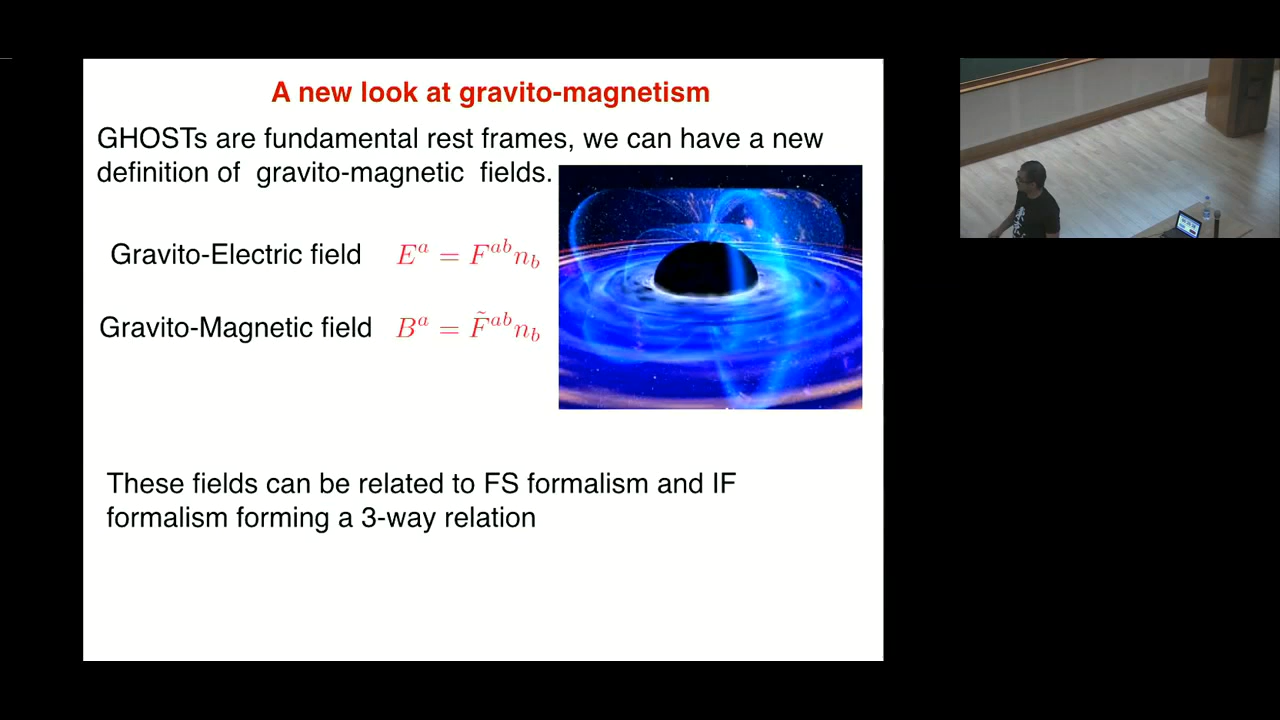 A new look at gravito-magnetism
GHOSTs are fundamental rest frames, we can have a new
definition of gravito-magnetic fields.
Gravito-Electric field E^a = F^{ab} n_b
Gravito-Magnetic field B^a = \tilde{F}^{ab} n_b
These fields can be related to FS formalism and IF
formalism forming a 3-way relation